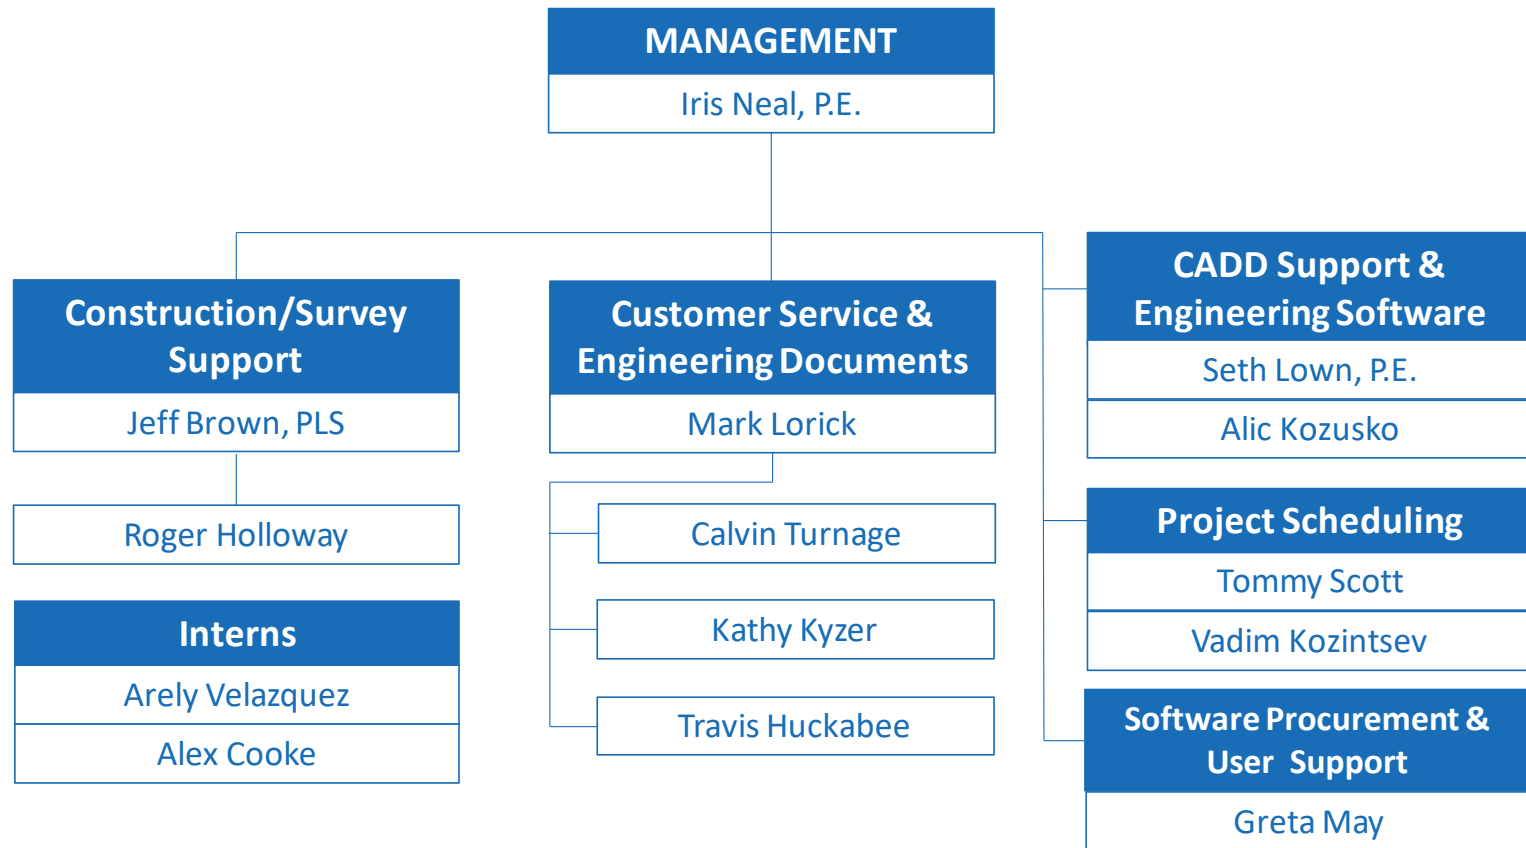 MANAGEMENT
Iris Neal, P.E.
Construction/Survey
Support
Jeff Brown, PLS
Roger Holloway
Interns
Arely Velazquez
Alex Cooke
Customer Service &
Engineering Documents
Mark Lorick
Calvin Turnage
Kathy Kyzer
Travis Huckabee
CADD Support &
Engineering Software
Seth Lown, P.E.
Alic Kozusko
Project Scheduling
Tommy Scott
Vadim Kozintsev
Software Procurement &
User Support
Greta May